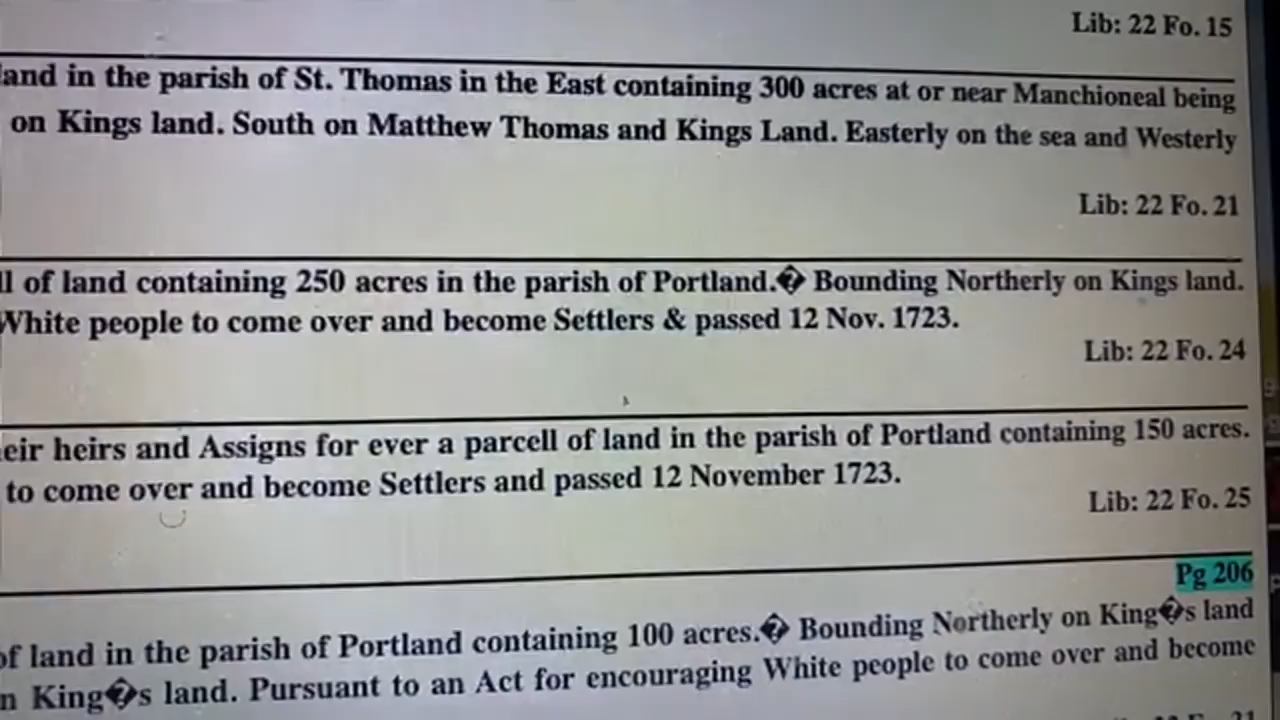 Lib: 22 Fo. 15
land in the parish of St. Thomas in the East containing 300 acres at or near Manchioneal being
on Kings land. South on Matthew Thomas and Kings Land. Easterly on the sea and Westerly
Lib: 22 Fo. 21
ll of land containing 250 acres in the parish of Portland.� Bounding Northerly on Kings land.
White people to come over and become Settlers & passed 12 Nov. 1723.
Lib: 22 Fo. 24
eir heirs and Assigns for ever a parcell of land in the parish of Portland containing 150 acres.
to come over and become Settlers and passed 12 November 1723.
Lib: 22 Fo. 25
Pg 206
of land in the parish of Portland containing 100 acres.� Bounding Northerly on King�s land
n King�s land. Pursuant to an Act for encouraging White people to come over and become